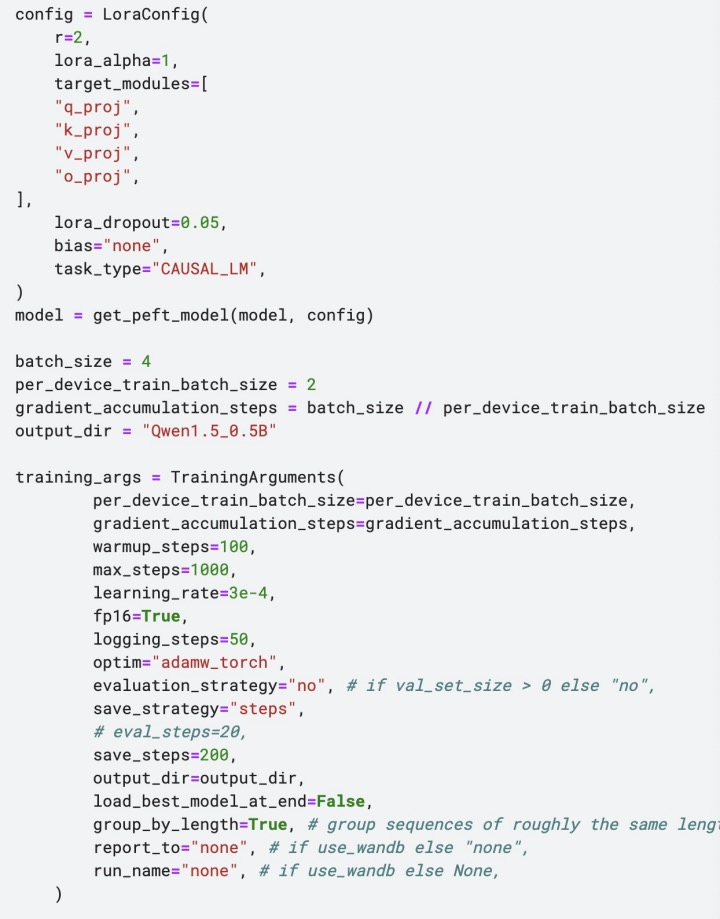 config = LoraConfig(
    r=2,
    lora_alpha=1,
    target_modules=[
    "q_proj",
    "k_proj",
    "v_proj",
    "o_proj",
],
    lora_dropout=0.05,
    bias="none",
    task_type="CAUSAL_LM",
)
model = get_peft_model(model, config)

batch_size = 4
per_device_train_batch_size = 2
gradient_accumulation_steps = batch_size // per_device_train_batch_size
output_dir = "Qwen1.5_0.5B"

training_args = TrainingArguments(
        per_device_train_batch_size=per_device_train_batch_size,
        gradient_accumulation_steps=gradient_accumulation_steps,
        warmup_steps=100,
        max_steps=1000,
        learning_rate=3e-4,
        fp16=True,
        logging_steps=50,
        optim="adamw_torch",
        evaluation_strategy="no", # if val_set_size > 0 else "no",
        save_strategy="steps",
        # eval_steps=20,
        save_steps=200,
        output_dir=output_dir,
        load_best_model_at_end=False,
        group_by_length=True, # group sequences of roughly the same
        report_to="none", # if use_wandb else "none",
        run_name="none", # if use_wandb else None,
    )